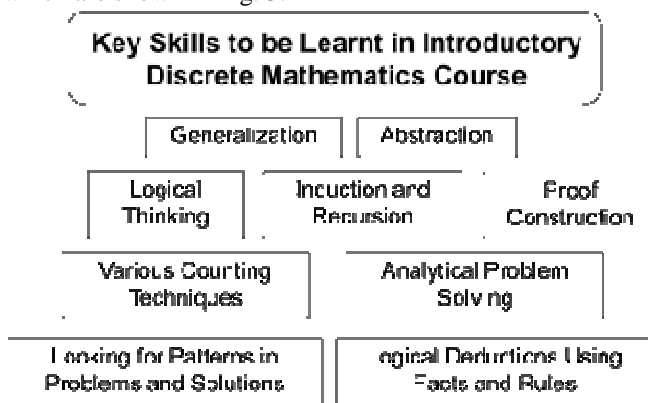 Key Skills to be Learnt in Introductory
Discrete Mathematics Course
Generalization Abstraction
Logical Induction and Proof
Thinking Recursion Construction
Various Counting Analytical Problem
Techniques Solving
Looking for Patterns in ogical Deductions Using
Problems and Solutions Facts and Rules